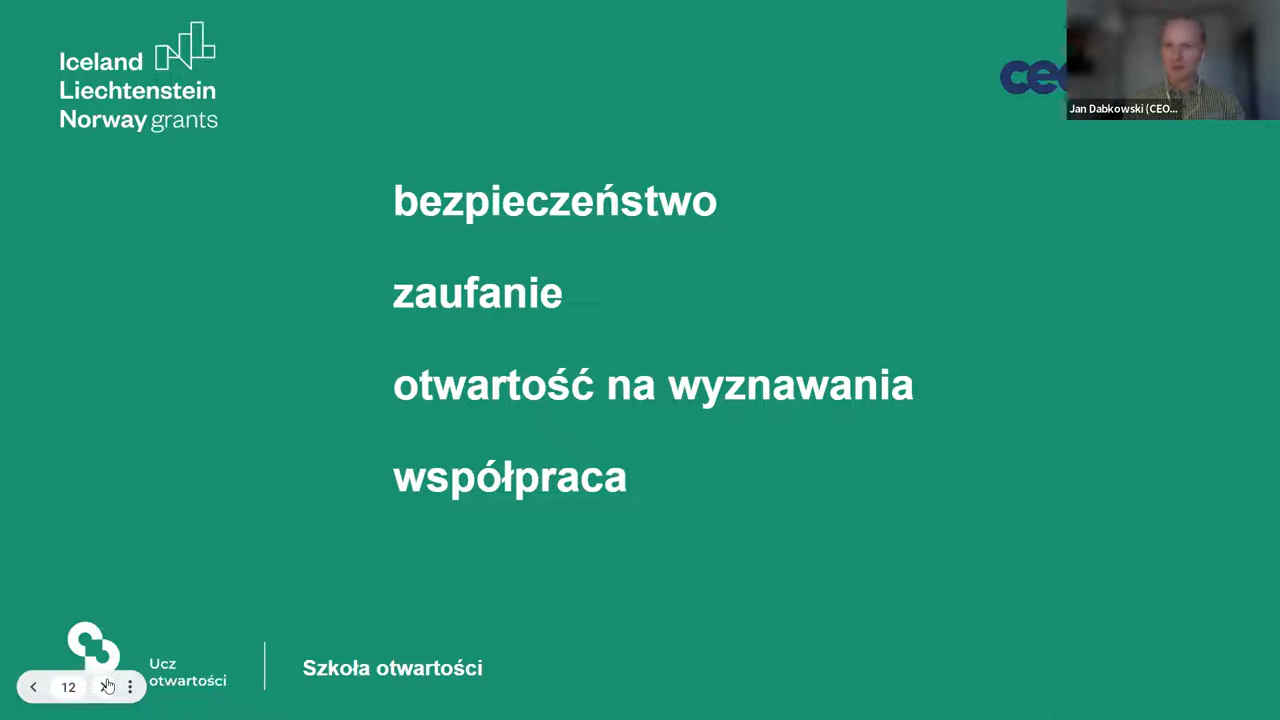 Iceland
Liechtenstein
Norway grants
Jan Dabkowski (CEO...
bezpieczeństwo
zaufanie
otwartość na wyznawania
współpraca
Ucz
otwartości
Szkoła otwartości
12